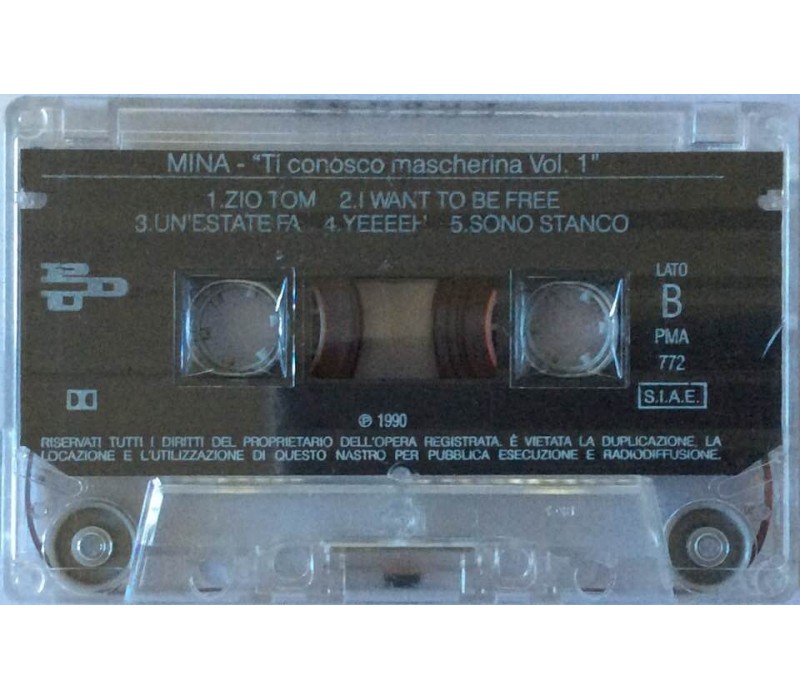 MINA - "Ti conosco mascherina Vol. 1"
1.ZIO TOM 2.I WANT TO BE FREE
3.UN'ESTATE FA 4.YEEEEH' 5.SONO STANCO
PDU
LATO
B
PMA
772
S.I.A.E.
℗ 1990
RISERVATI TUTTI I DIRITTI DEL PROPRIETARIO DELL'OPERA REGISTRATA. È VIETATA LA DUPLICAZIONE, LA
LOCAZIONE E L'UTILIZZAZIONE DI QUESTO NASTRO PER PUBBLICA ESECUZIONE E RADIODIFFUSIONE.